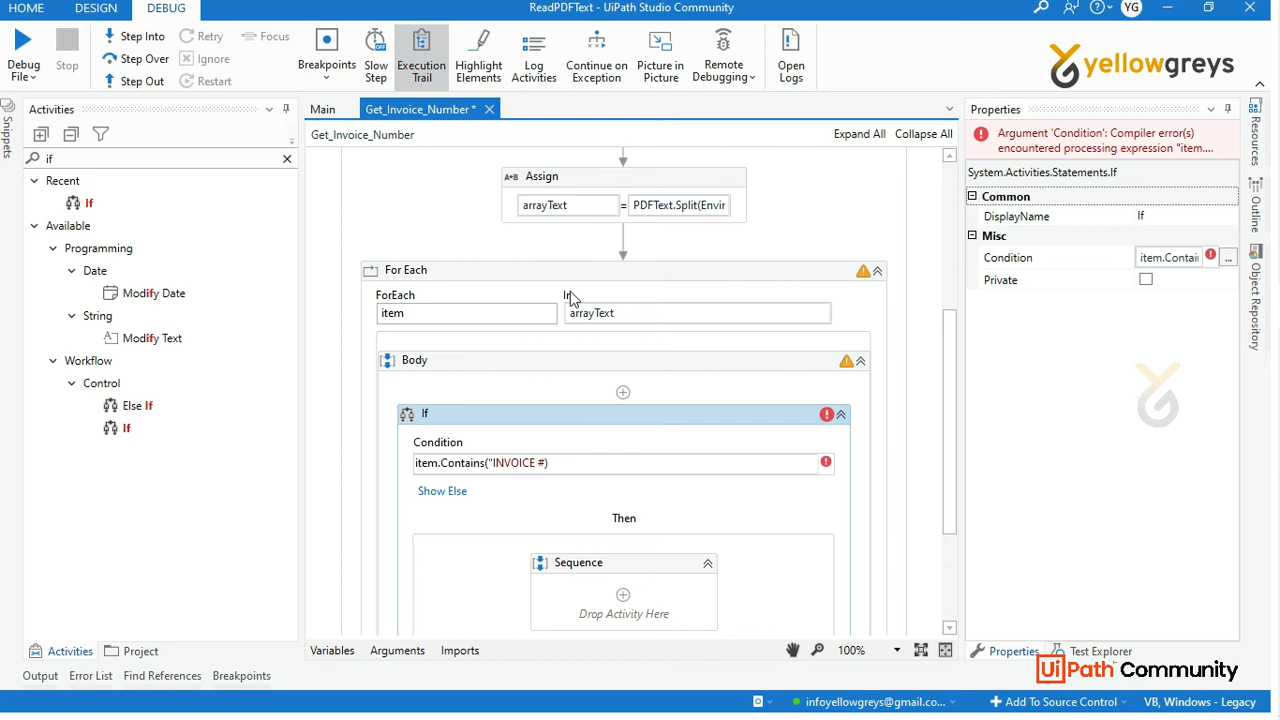 HOME DESIGN DEBUG ReadPDFText - UiPath Studio Community YG
Debug File Stop Step Into Step Over Step Out Retry Ignore Restart Focus Breakpoints Slow Step Execution Trail Highlight Elements Log Activities Continue on Exception Picture in Picture Remote Debugging Open Logs
yellowgreys
Snippets
Activities
if
Recent
If
Available
Programming
Date
Modify Date
String
Modify Text
Workflow
Control
Else If
If
Activities Project
Main Get_Invoice_Number *
Get_Invoice_Number Expand All Collapse All
A+B Assign
arrayText = PDFText.Split(Envir
For Each
ForEach In
item arrayText
Body
If
Condition
item.Contains("INVOICE #)
Show Else
Then
Sequence
Drop Activity Here
Variables Arguments Imports 100%
Properties
Argument 'Condition': Compiler error(s)
encountered processing expression "item....
System.Activities.Statements.If
Common
DisplayName If
Misc
Condition item.Contai ...
Private
Properties Test Explorer
Resources
Outline
Object Repository
Output Error List Find References Breakpoints
UiPath Community
infoyellowgreys@gmail.co... Add To Source Control VB, Windows - Legacy